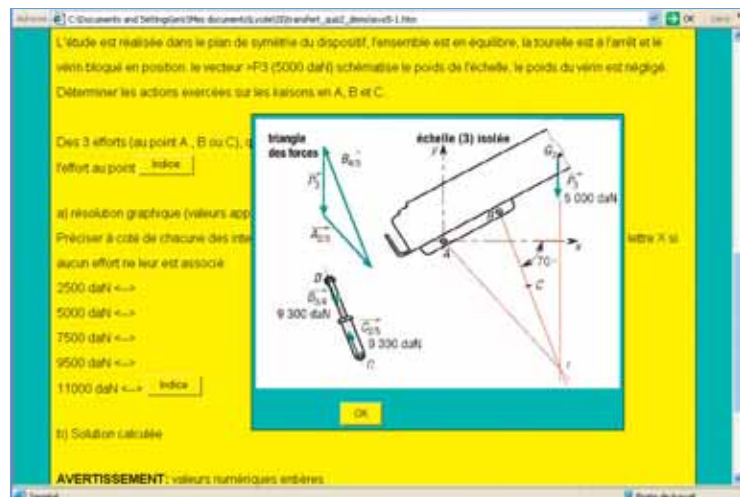 C:\Documents and
L'étude est réalisée dans le plan de symétrie du dispositif, l'ensemble est en équilibre, la tourelle est à l'arrêt et le
vérin bloqué en position. le vecteur >P3 (5000 daN) schématise le poids de l'échelle, le poids du vérin est négligé.
Déterminer les actions exercées sur les liaisons en A, B et C.
Des 3 efforts (au point A , B ou C), q
l'effort au point Indice
a) résolution graphique (valeurs app
Préciser à coté de chacune des inte lettre X si
aucun effort ne leur est associé:
2500 daN <-->
5000 daN <-->
7500 daN <-->
9500 daN <-->
11000 daN <--> Indice
b) Solution calculée
AVERTISSEMENT: valeurs numériques entières
triangle
des forces
échelle (3) isolée
y
P3
5 000 daN
A
B
x
70
C
I
B
9 300 daN
9 300 daN
C
OK